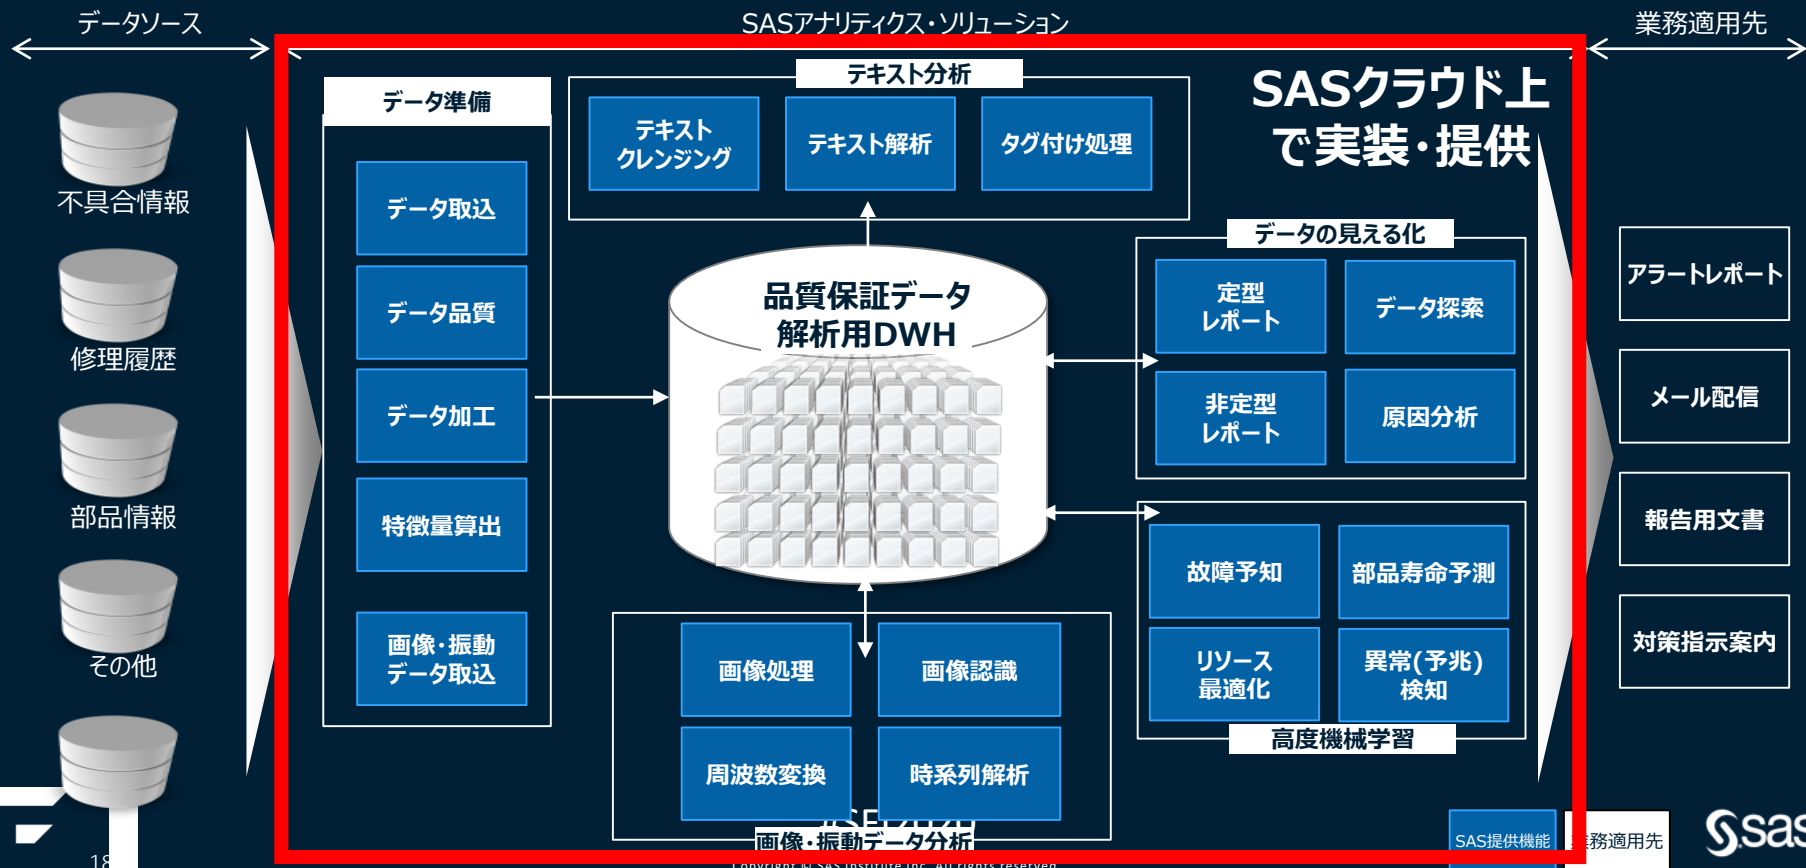 データソース
SASアナリティクス・ソリューション
業務適用先
テキスト分析
SASクラウド上
で実装・提供
データ準備
テキスト
クレンジング
テキスト解析
タグ付け処理
不具合情報
修理履歴
部品情報
その他
データ取込
データ品質
データ加工
特徴量算出
画像・振動
データ取込
品質保証データ
解析用DWH
データの見える化
定型
レポート
データ探索
非定型
レポート
原因分析
故障予知
部品寿命予測
リソース
最適化
異常(予兆)
検知
高度機械学習
画像処理
画像認識
周波数変換
時系列解析
画像・振動データ分析
アラートレポート
メール配信
報告用文書
対策指示案内
SAS提供機能
業務適用先
sas
18
Copyright © SAS Institute Inc. All rights reserved.